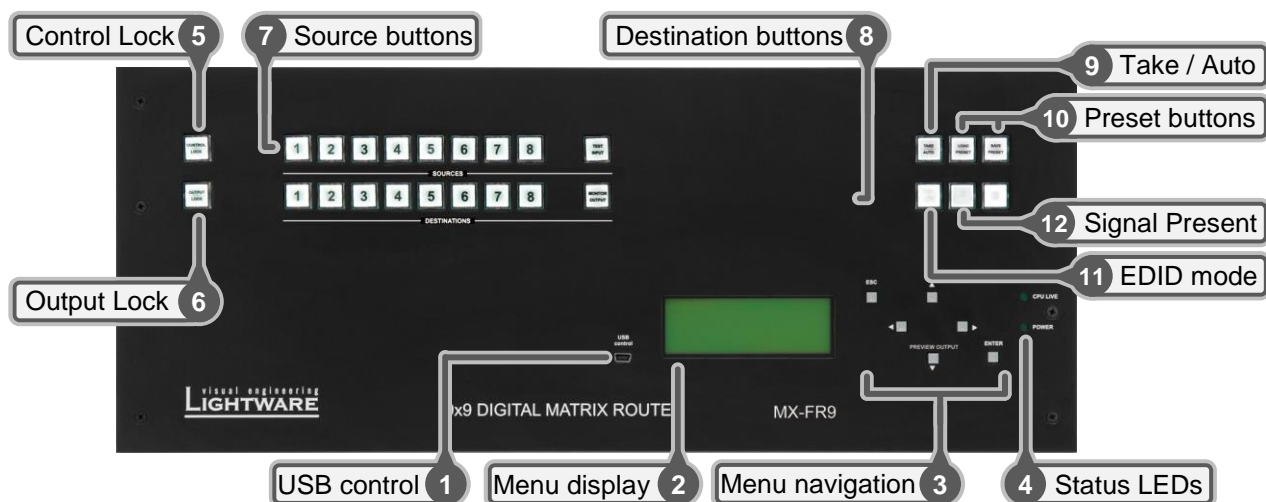 Control Lock 5
7 Source buttons
Destination buttons 8
9 Take / Auto
10 Preset buttons
CONTROL LOCK
1 2 3 4 5 6 7 8
TEST INPUT
SOURCES
TAKE AUTO
LOAD PRESET
SAVE PRESET
OUTPUT LOCK
1 2 3 4 5 6 7 8
MONITOR OUTPUT
DESTINATIONS
12 Signal Present
11 EDID mode
Output Lock 6
ESC
CPU LIVE
POWER
USB control
PREVIEW OUTPUT
ENTER
visual engineering
LIGHTWARE
x9 DIGITAL MATRIX ROUTE
MX-FR9
USB control 1
Menu display 2
Menu navigation 3
4 Status LEDs